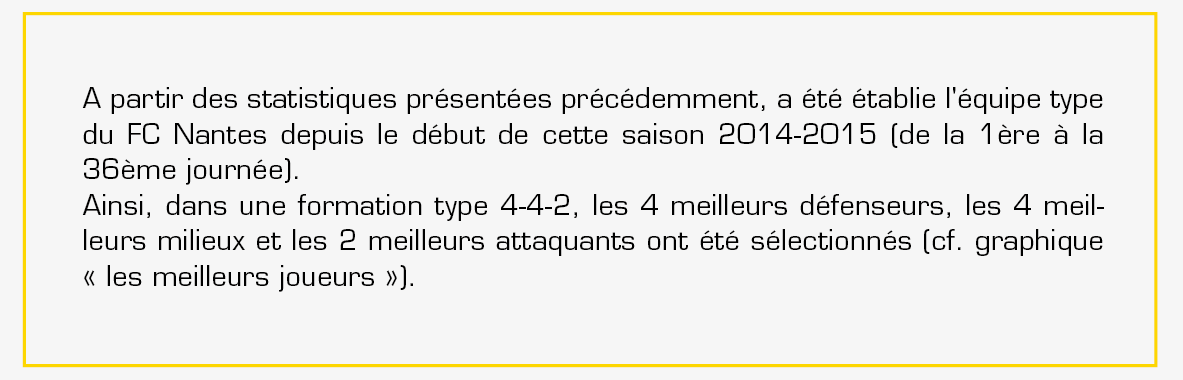 A partir des statistiques présentées précédemment, a été établie l'équipe type
du FC Nantes depuis le début de cette saison 2014-2015 (de la 1ère à la
36ème journée).
Ainsi, dans une formation type 4-4-2, les 4 meilleurs défenseurs, les 4 meil-
leurs milieux et les 2 meilleurs attaquants ont été sélectionnés (cf. graphique
« les meilleurs joueurs »).